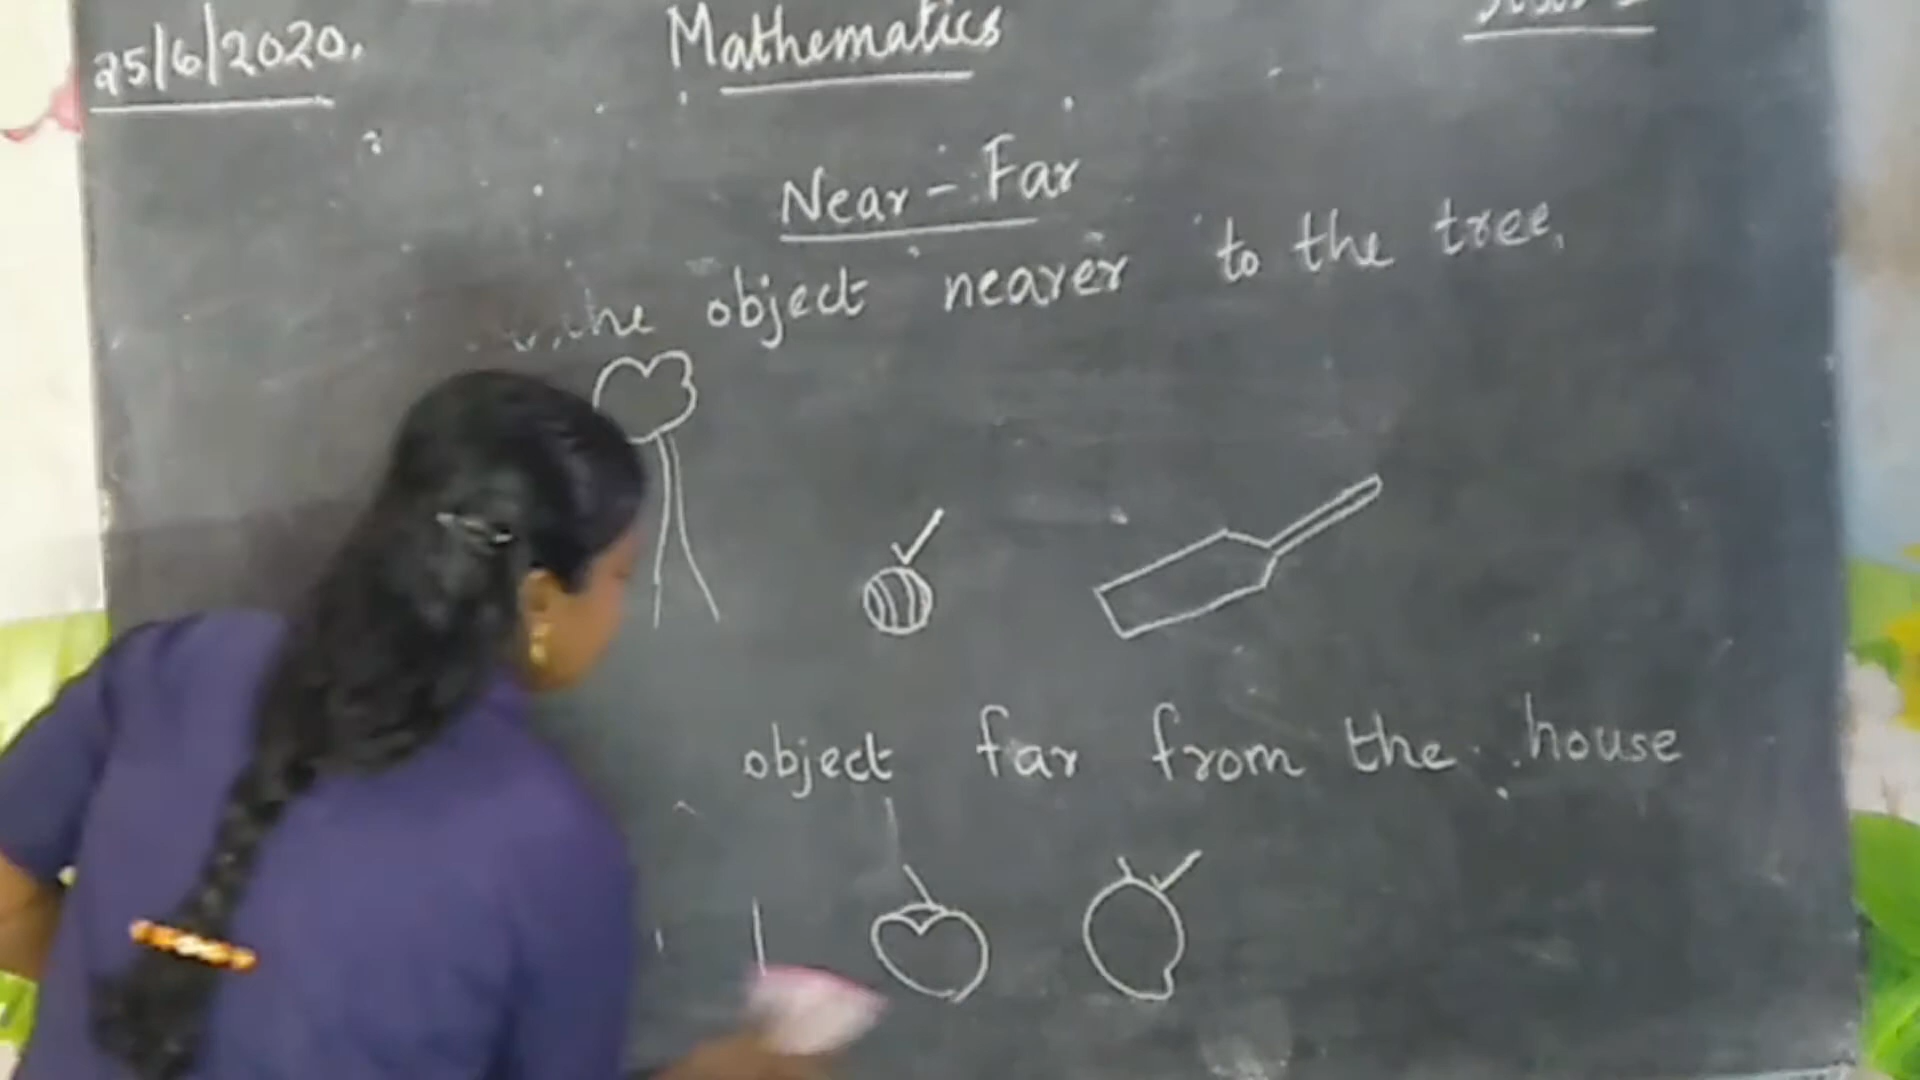 25/6/2020.
Mathematics
Near - Far
the object nearer to the tree.
object far from the house